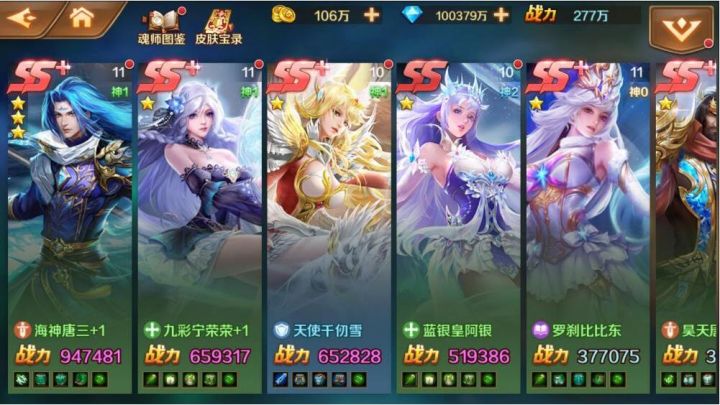 106万
100379万
战力 277万
魂师图鉴
皮肤宝录
SS+ 11 神1
SS+ 11 神1
SS+ 10 神1
SS 10 神2
SS+ 11 神0
SS+
海神唐三+1
九彩宁荣荣+1
天使千仞雪
蓝银皇阿银
罗刹比比东
昊天
战力 947481
战力 659317
战力 652828
战力 519386
战力 377075
战力